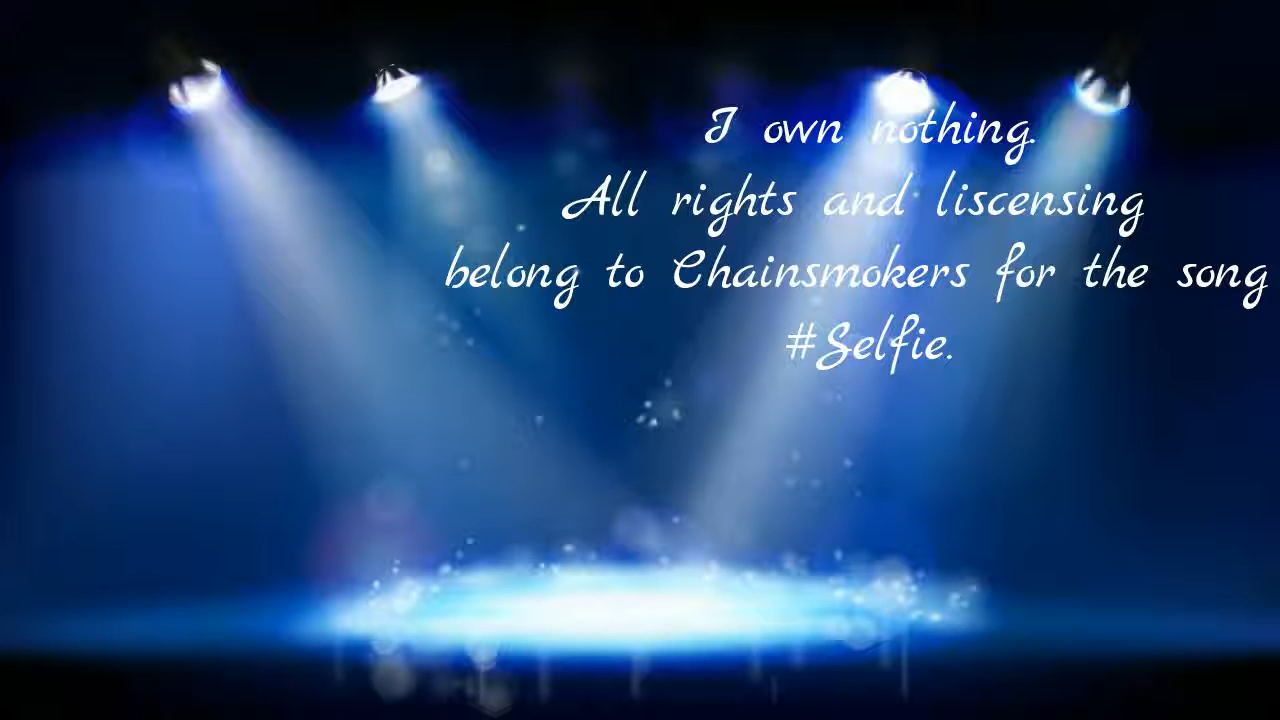 I own nothing.
All rights and liscensing
belong to Chainsmokers for the song
#Selfie.